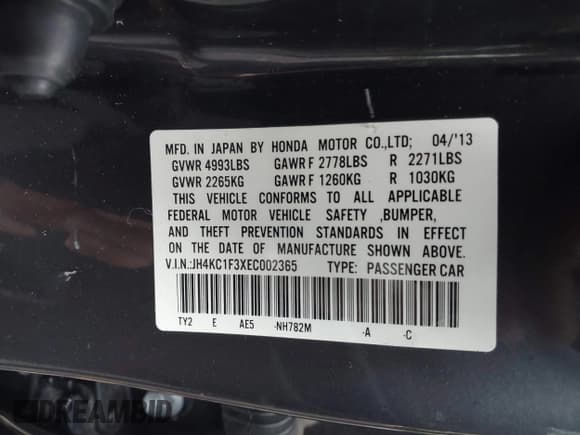 MFD. IN JAPAN BY HONDA MOTOR CO.,LTD; 04/'13
GVWR 4993LBS GAWR F 2778LBS R 2271LBS
GVWR 2265KG GAWR F 1260KG R 1030KG
THIS VEHICLE CONFORMS TO ALL APPLICABLE
FEDERAL MOTOR VEHICLE SAFETY ,BUMPER,
AND THEFT PREVENTION STANDARDS IN EFFECT
ON THE DATE OF MANUFACTURE SHOWN ABOVE.
V.I.N.:JH4KC1F3XEC002365 TYPE: PASSENGER CAR
TY2 E AE5 -NH782M -A -C
DREAMBID